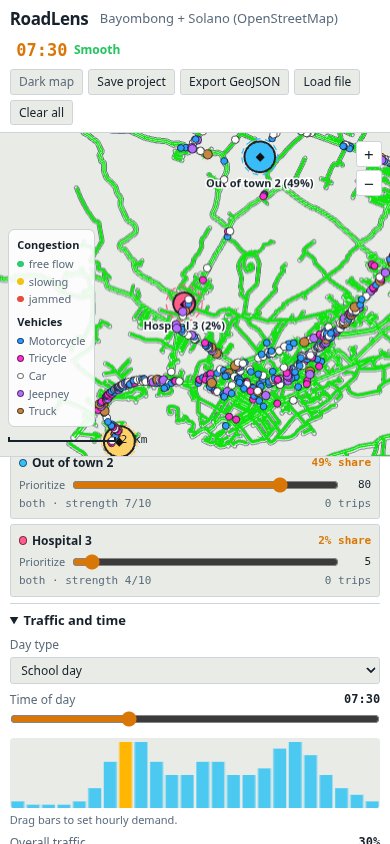 RoadLens Bayombong + Solano (OpenStreetMap)
07:30 Smooth
Dark map Save project Export GeoJSON Load file
Clear all
+
−
Out of town 2 (49%)
Congestion
free flow
slowing
jammed
Vehicles
Motorcycle
Tricycle
Car
Jeepney
Truck
Hospital 3 (2%)
km
Out of town 2 49% share
Prioritize 80
both · strength 7/10 0 trips
Hospital 3 2% share
Prioritize 5
both · strength 4/10 0 trips
▼ Traffic and time
Day type
School day
Time of day 07:30
Drag bars to set hourly demand.
Overall traffic 30%